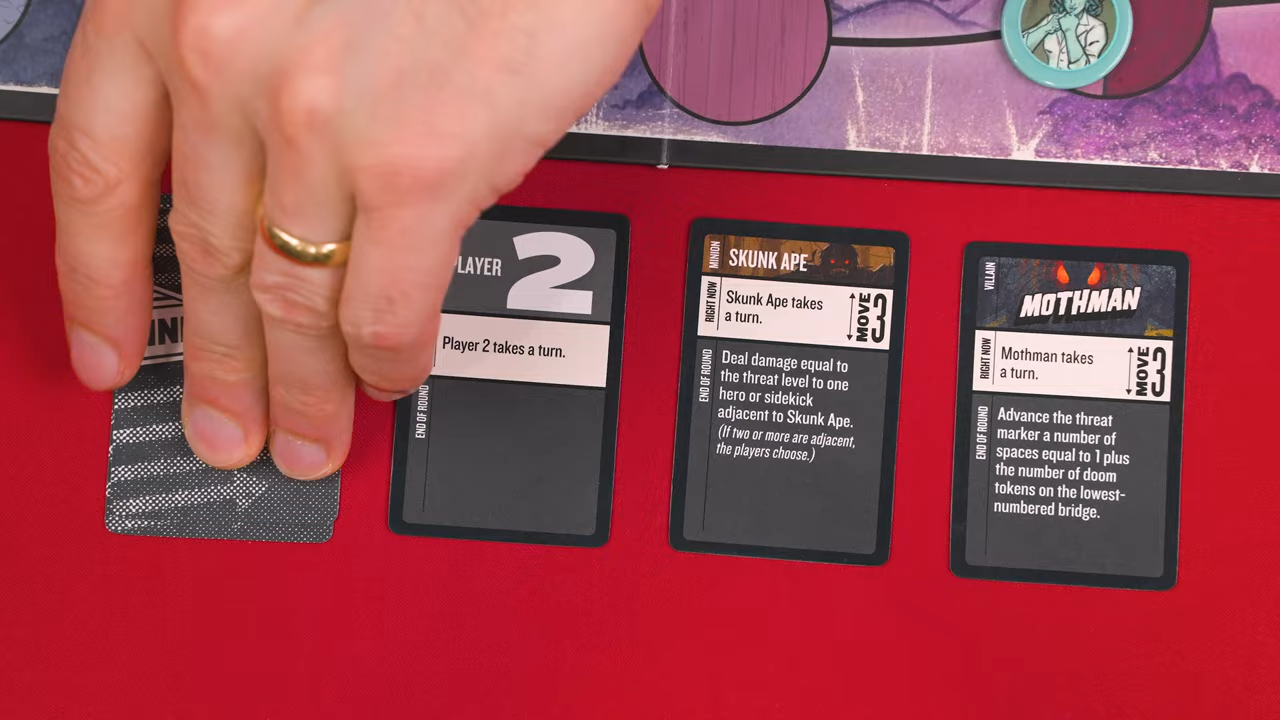 PLAYER
2
Player 2 takes a turn.
END OF ROUND
MINION
SKUNK APE
RIGHT NOW
Skunk Ape takes
a turn.
MOVE
3
END OF ROUND
Deal damage equal to
the threat level to one
hero or sidekick
adjacent to Skunk Ape.
(If two or more are adjacent,
the players choose.)
VILLAIN
MOTHMAN
RIGHT NOW
Mothman takes
a turn.
MOVE
3
END OF ROUND
Advance the threat
marker a number of
spaces equal to 1 plus
the number of doom
tokens on the lowest-
numbered bridge.